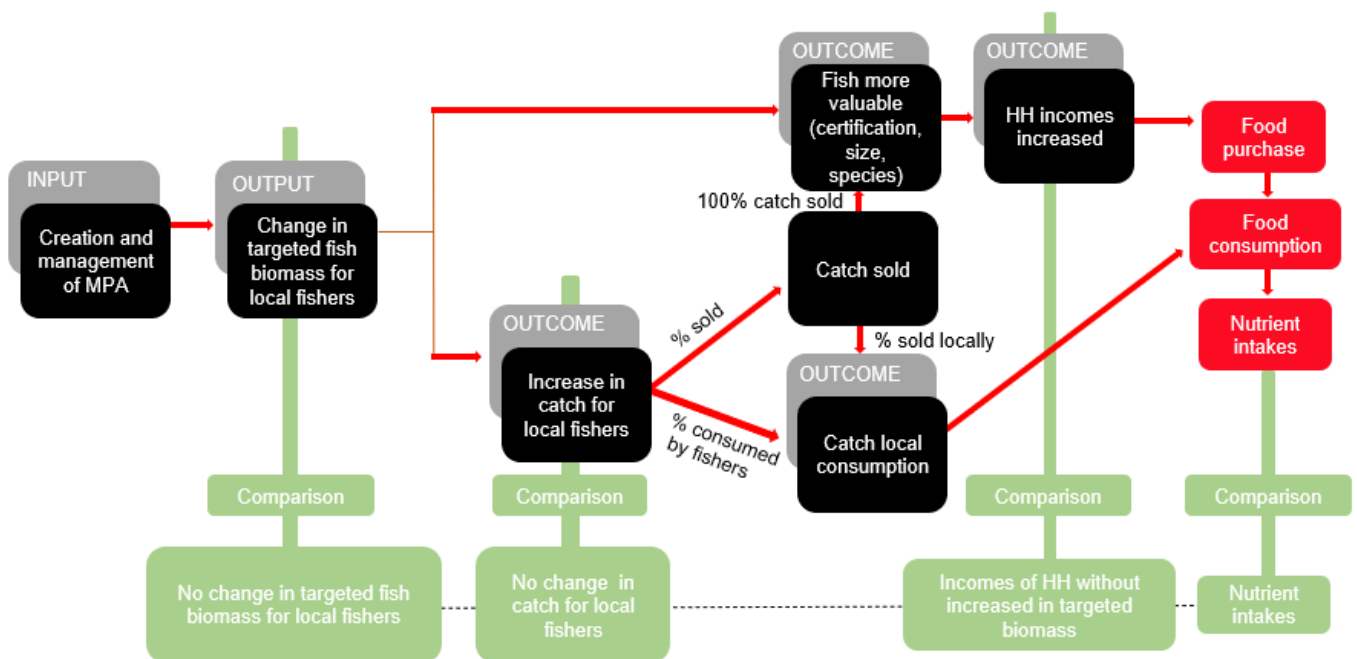 INPUT
Creation and
management
of MPA
OUTPUT
Change in
targeted fish
biomass for
local fishers
OUTCOME
Fish more
valuable
(certification,
size,
species)
OUTCOME
HH incomes
increased
Food
purchase
100% catch sold
Catch sold
Food
consumption
OUTCOME
Increase in
catch for
local fishers
% sold
% consumed
by fishers
% sold locally
OUTCOME
Catch local
consumption
Nutrient
intakes
Comparison
Comparison
Comparison
Comparison
No change in targeted fish
biomass for local fishers
No change in
catch for local
fishers
Incomes of HH without
increased in targeted
biomass
Nutrient
intakes